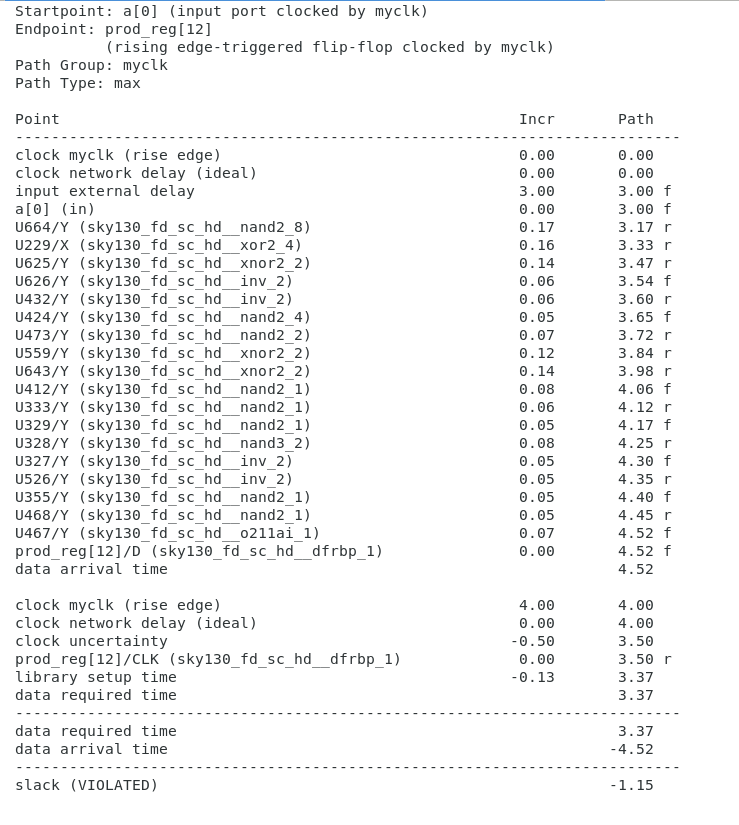 Startpoint: a[0] (input port clocked by myclk)
Endpoint: prod_reg[12]
(rising edge-triggered flip-flop clocked by myclk)
Path Group: myclk
Path Type: max
Point Incr Path
--------------------------------------------------------------------------
clock myclk (rise edge) 0.00 0.00
clock network delay (ideal) 0.00 0.00
input external delay 3.00 3.00 f
a[0] (in) 0.00 3.00 f
U664/Y (sky130_fd_sc_hd__nand2_8) 0.17 3.17 r
U229/X (sky130_fd_sc_hd__xor2_4) 0.16 3.33 r
U625/Y (sky130_fd_sc_hd__xnor2_2) 0.14 3.47 r
U626/Y (sky130_fd_sc_hd__inv_2) 0.06 3.54 f
U432/Y (sky130_fd_sc_hd__inv_2) 0.06 3.60 r
U424/Y (sky130_fd_sc_hd__nand2_4) 0.05 3.65 f
U473/Y (sky130_fd_sc_hd__nand2_2) 0.07 3.72 r
U559/Y (sky130_fd_sc_hd__xnor2_2) 0.12 3.84 r
U643/Y (sky130_fd_sc_hd__xnor2_2) 0.14 3.98 r
U412/Y (sky130_fd_sc_hd__nand2_1) 0.08 4.06 f
U333/Y (sky130_fd_sc_hd__nand2_1) 0.06 4.12 r
U329/Y (sky130_fd_sc_hd__nand2_1) 0.05 4.17 f
U328/Y (sky130_fd_sc_hd__nand3_2) 0.08 4.25 r
U327/Y (sky130_fd_sc_hd__inv_2) 0.05 4.30 f
U526/Y (sky130_fd_sc_hd__inv_2) 0.05 4.35 r
U355/Y (sky130_fd_sc_hd__nand2_1) 0.05 4.40 f
U468/Y (sky130_fd_sc_hd__nand2_1) 0.05 4.45 r
U467/Y (sky130_fd_sc_hd__o211ai_1) 0.07 4.52 f
prod_reg[12]/D (sky130_fd_sc_hd__dfrbp_1) 0.00 4.52 f
data arrival time 4.52
clock myclk (rise edge) 4.00 4.00
clock network delay (ideal) 0.00 4.00
clock uncertainty -0.50 3.50
prod_reg[12]/CLK (sky130_fd_sc_hd__dfrbp_1) 0.00 3.50 r
library setup time -0.13 3.37
data required time 3.37
--------------------------------------------------------------------------
data required time 3.37
data arrival time -4.52
--------------------------------------------------------------------------
slack (VIOLATED) -1.15